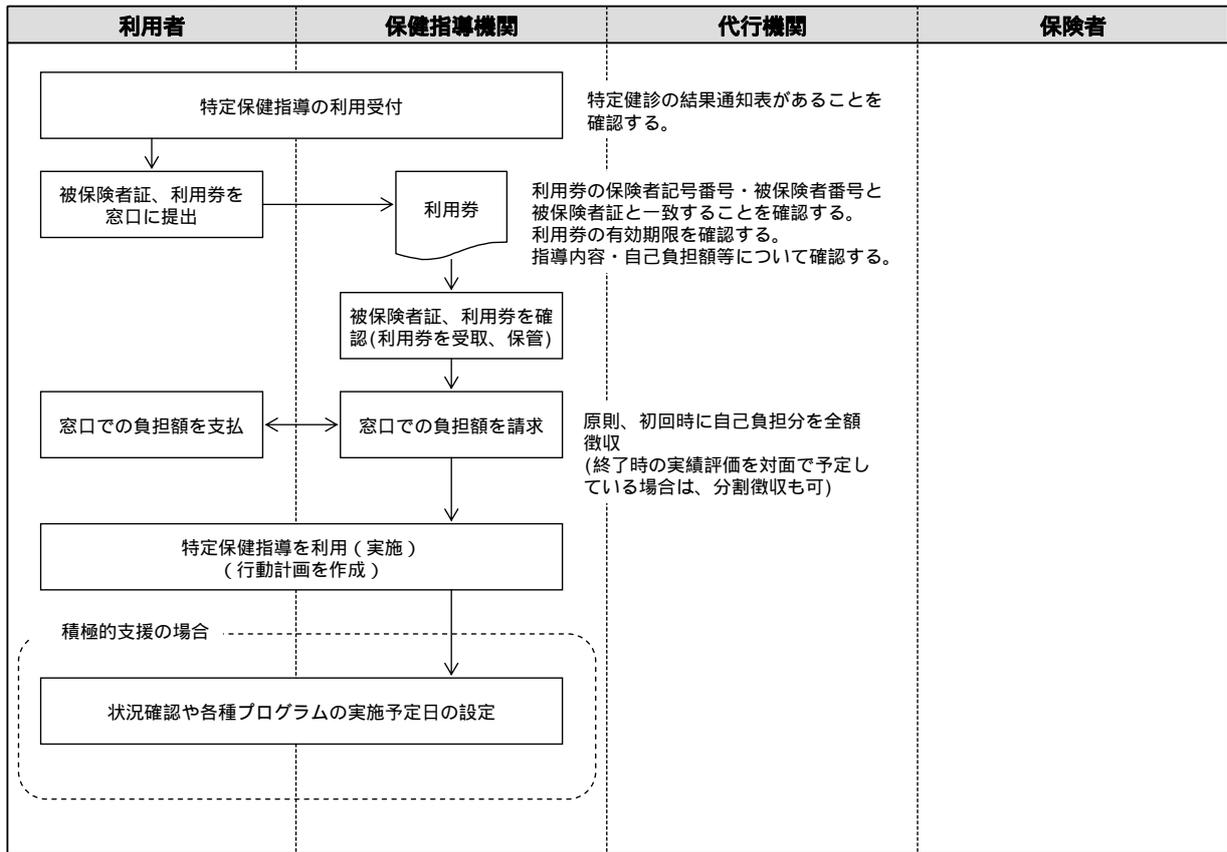 利用者
保健指導機関
代行機関
保険者
特定保健指導の利用受付
特定健診の結果通知表があることを
確認する。
被保険者証、利用券を
窓口に提出
利用券
利用券の保険者記号番号・被保険者番号と
被保険者証と一致することを確認する。
利用券の有効期限を確認する。
指導内容・自己負担額等について確認する。
被保険者証、利用券を確
認(利用券を受取、保管)
窓口での負担額を支払
窓口での負担額を請求
原則、初回時に自己負担分を全額
徴収
(終了時の実績評価を対面で予定し
ている場合は、分割徴収も可)
特定保健指導を利用（実施）
（行動計画を作成）
積極的支援の場合
状況確認や各種プログラムの実施予定日の設定